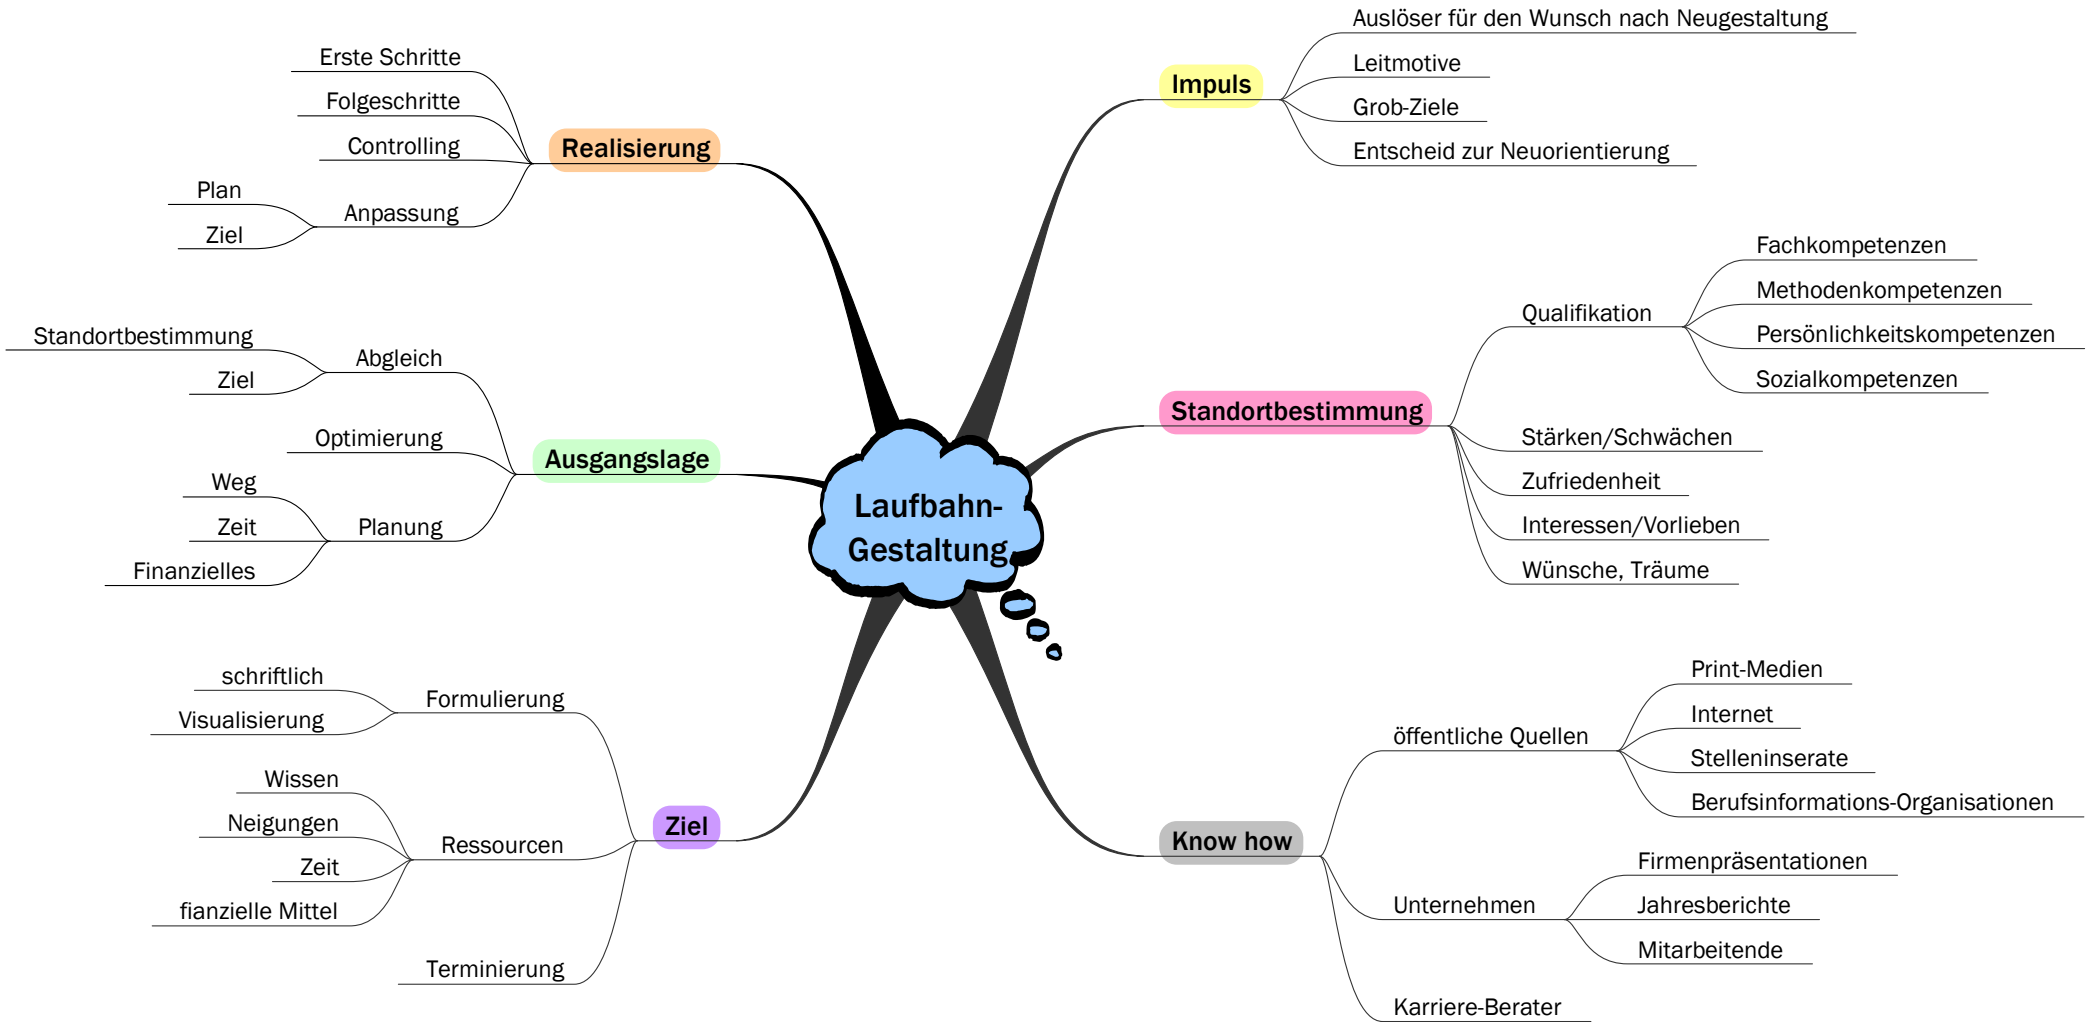 Laufbahn-
Gestaltung
Impuls
Auslöser für den Wunsch nach Neugestaltung
Leitmotive
Grob-Ziele
Entscheid zur Neuorientierung
Standortbestimmung
Qualifikation
Fachkompetenzen
Methodenkompetenzen
Persönlichkeitskompetenzen
Sozialkompetenzen
Stärken/Schwächen
Zufriedenheit
Interessen/Vorlieben
Wünsche, Träume
Know how
öffentliche Quellen
Print-Medien
Internet
Stelleninserate
Berufsinformations-Organisationen
Unternehmen
Firmenpräsentationen
Jahresberichte
Mitarbeitende
Karriere-Berater
Ziel
Formulierung
schriftlich
Visualisierung
Ressourcen
Wissen
Neigungen
Zeit
fianzielle Mittel
Terminierung
Ausgangslage
Abgleich
Standortbestimmung
Ziel
Optimierung
Planung
Weg
Zeit
Finanzielles
Realisierung
Erste Schritte
Folgeschritte
Controlling
Anpassung
Plan
Ziel